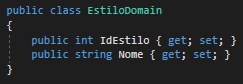 public class EstiloDomain
{
public int IdEstilo { get; set; }
public string Nome { get; set; }
}